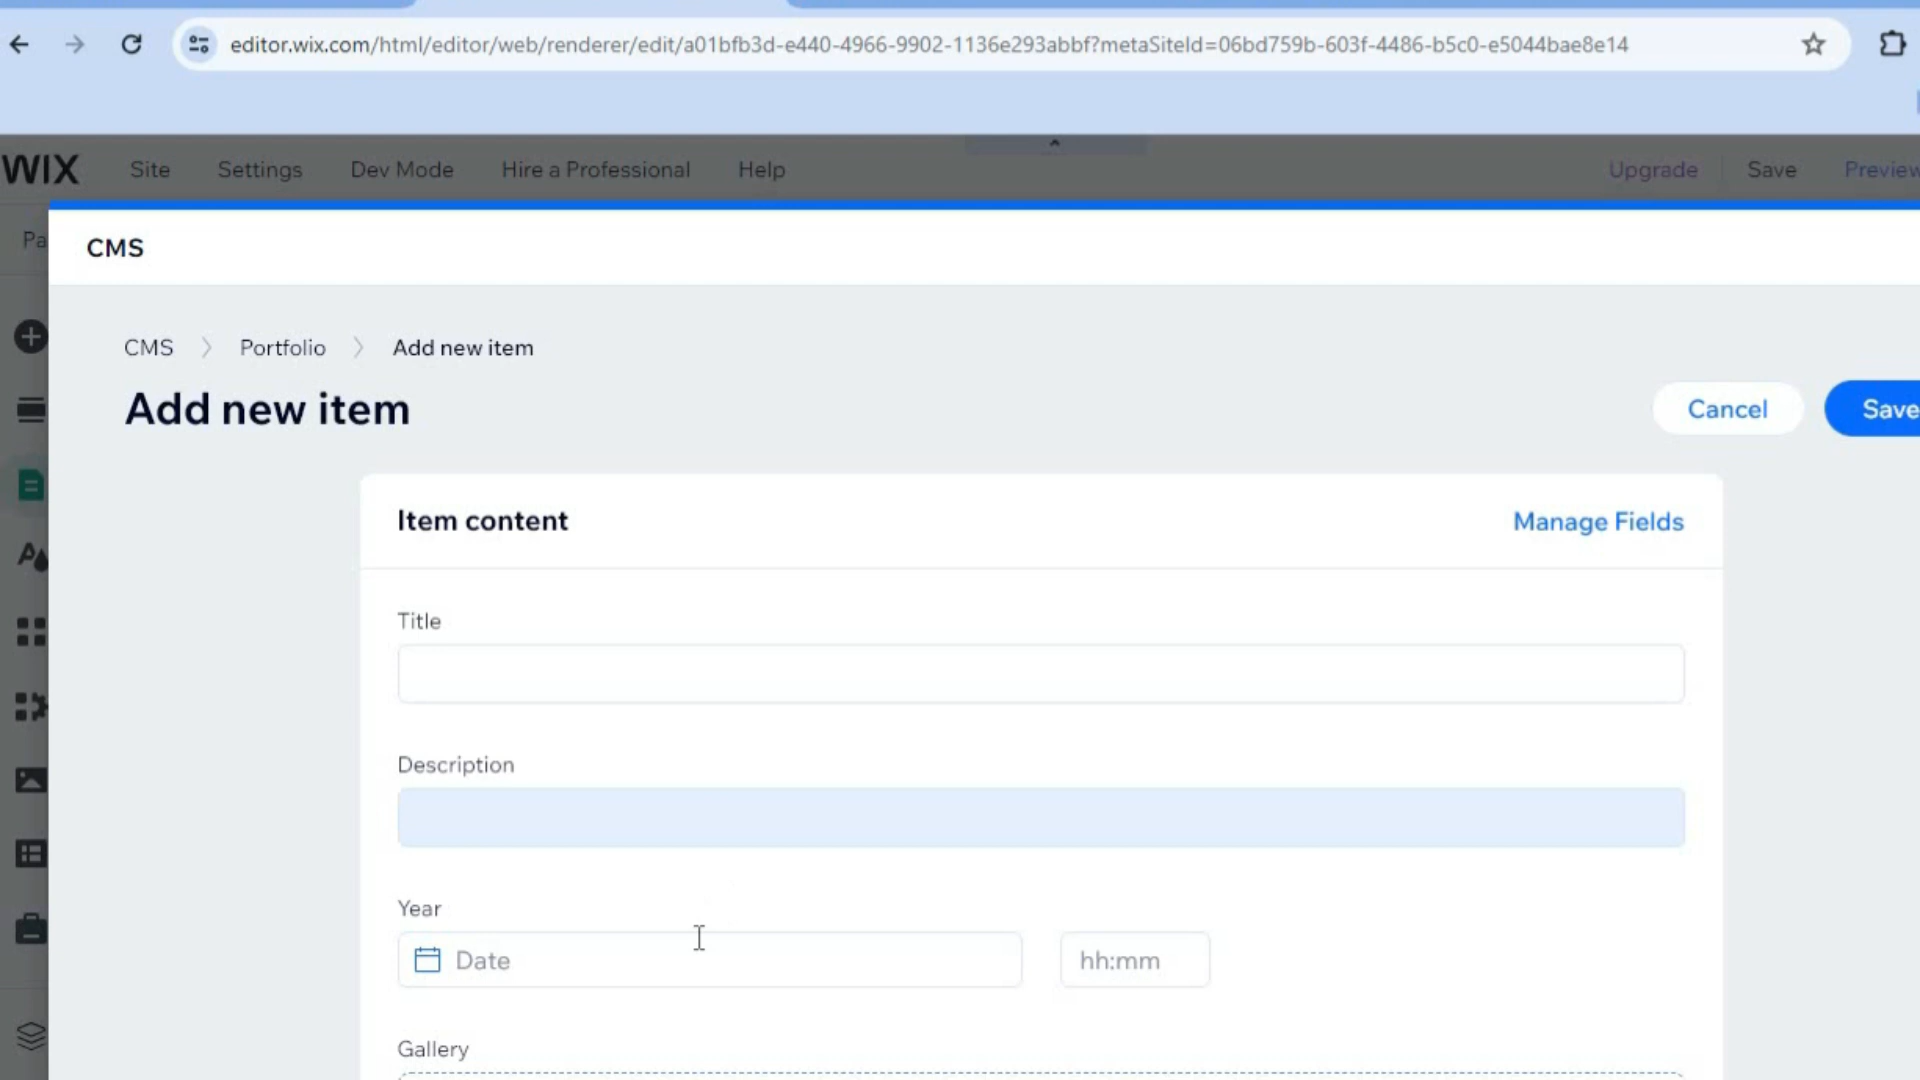 editor.wix.com/html/editor/web/renderer/edit/a01bfb3d-e440-4966-9902-1136e293abbf?metaSiteId=06bd759b-603f-4486-b5c0-e5044bae8e14
WIX Site Settings Dev Mode Hire a Professional Help Upgrade Save Preview
Pa
CMS
CMS > Portfolio > Add new item
Add new item
Cancel Save
Item content Manage Fields
Title
Description
Year
Date hh:mm
Gallery